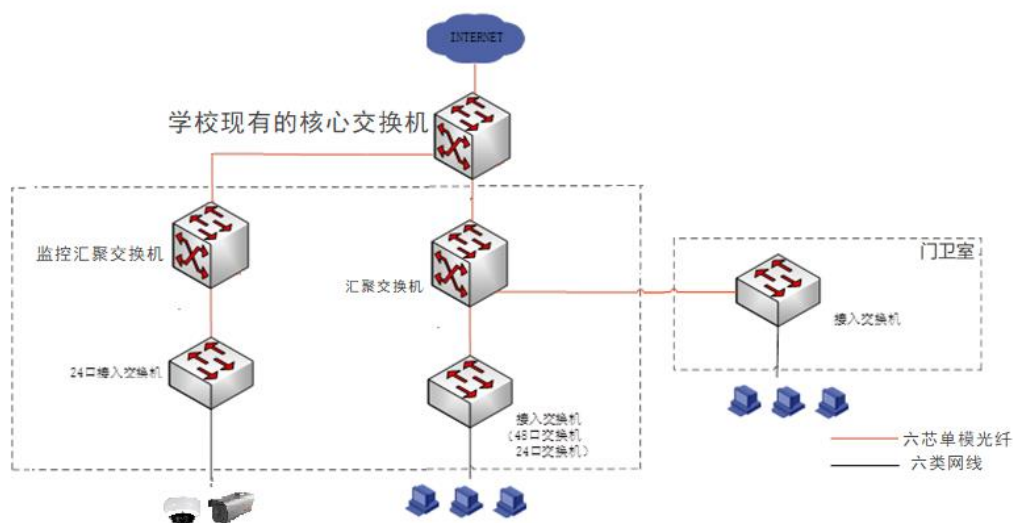 INTERNET
学校现有的核心交换机
监控汇聚交换机
汇聚交换机
门卫室
接入交换机
24口接入交换机
接入交换机
(48口交换机
24口交换机)
六芯单模光纤
六类网线